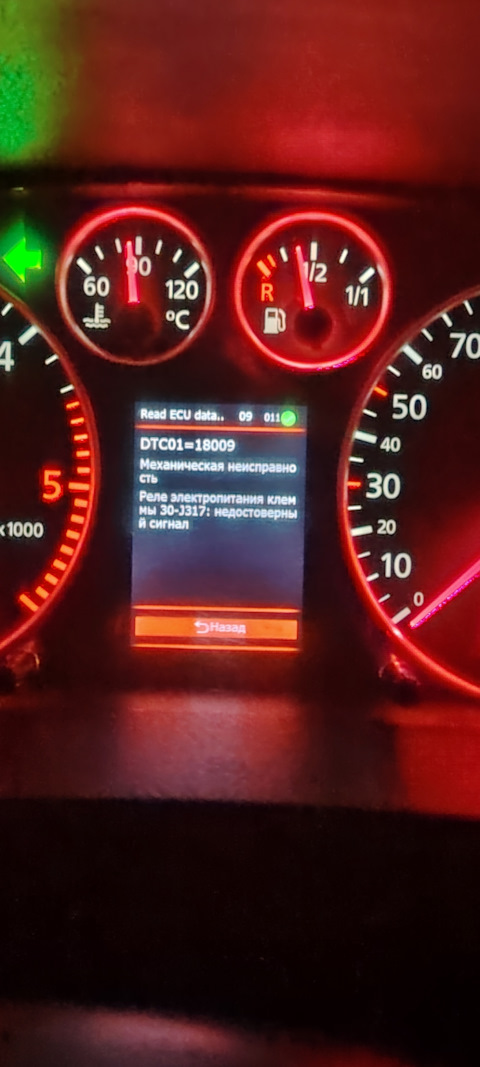 60
90
120
°C
R
1/2
1/1
4
5
x1000
Read ECU data.. 09 011
DTC01=18009
Механическая неисправно
сть
Реле электропитания клем
мы 30-J317: недостоверны
й сигнал
Назад
70
60
50
40
30
20
10
0